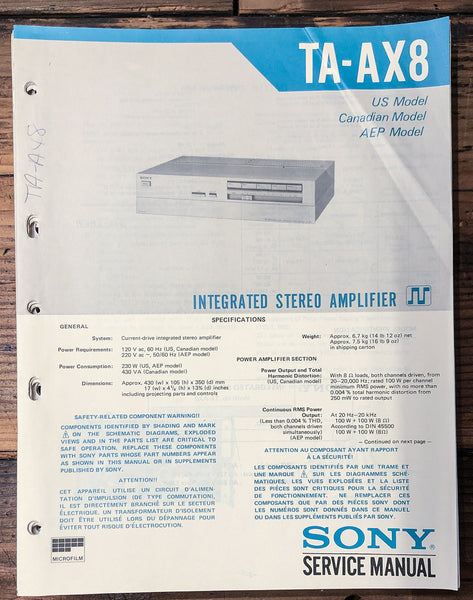 TA-AX8
US Model
Canadian Model
AEP Model
TA-AX8
SONY
INTEGRATED STEREO AMPLIFIER
SPECIFICATIONS
GENERAL
System: Current-drive integrated stereo amplifier
Power Requirements: 120 V ac, 60 Hz (US, Canadian model)
220 V ac ~, 50/60 Hz (AEP model)
Power Consumption: 230 W (US, AEP model)
430 VA (Canadian model)
Dimensions: Approx. 430 (w) x 105 (h) x 350 (d) mm
17 (w) x 4 1/8 (h) x 13 7/8 (d) inches
including projecting parts and controls
Weight: Approx. 6.7 kg (14 lb 12 oz) net
Approx. 7.5 kg (16 lb 9 oz)
in shipping carton
POWER AMPLIFIER SECTION
Power Output and Total
Harmonic Distortion:
(US, Canadian model)
With 8 Ω loads, both channels driven, from
20–20,000 Hz; rated 100 W per channel
minimum RMS power, with no more than
0.004 % total harmonic distortion from
250 mW to rated output
Continuous RMS Power
Output:
(Less than 0.004 % THD,
both channels driven
simultaneously)
(AEP model)
At 20 Hz–20 kHz
100 W + 100 W (8 Ω)
According to DIN 45500
100 W + 100 W (8 Ω)
– Continued on next page –
SAFETY-RELATED COMPONENT WARNING!!
COMPONENTS IDENTIFIED BY SHADING AND MARK
⚠ ON THE SCHEMATIC DIAGRAMS, EXPLODED
VIEWS AND IN THE PARTS LIST ARE CRITICAL TO
SAFE OPERATION. REPLACE THESE COMPONENTS
WITH SONY PARTS WHOSE PART NUMBERS APPEAR
AS SHOWN IN THIS MANUAL OR IN SUPPLEMENTS
PUBLISHED BY SONY.
ATTENTION!!
CET APPAREIL UTILISE UN CIRCUIT D'ALIMEN-
TATION D'IMPULSION (DE TYPE COMMUTATION),
IL EST DIRECTEMENT BRANCHÉ SUR LE SECTEUR
ÉLECTRIQUE. UN TRANSFORMATEUR D'ISOLEMENT
DOIT ÊTRE UTILISÉ LORS DU DÉPANNAGE POUR
ÉVITER TOUT RISQUES D'ÉLECTROCUTION.
ATTENTION AU COMPOSANT AYANT RAPPORT
À LA SÉCURITÉ!
LES COMPOSANTS IDENTIFIÉS PAR UNE TRAME ET
UNE MARQUE ⚠ SUR LES DIAGRAMMES SCHÉ-
MATIQUES, LES VUES EXPLOSÉES ET LA LISTE
DES PIÈCES SONT CRITIQUES POUR LA SÉCURITÉ
DE FONCTIONNEMENT. NE REMPLACER CES
COMPOSANTS QUE PAR DES PIÈCES SONY DONT
LES NUMÉROS SONT DONNÉS DANS CE MANUEL
OU DANS LES SUPPLÉMENTS PUBLIÉS PAR SONY.
MICROFILM
SONY®
SERVICE MANUAL